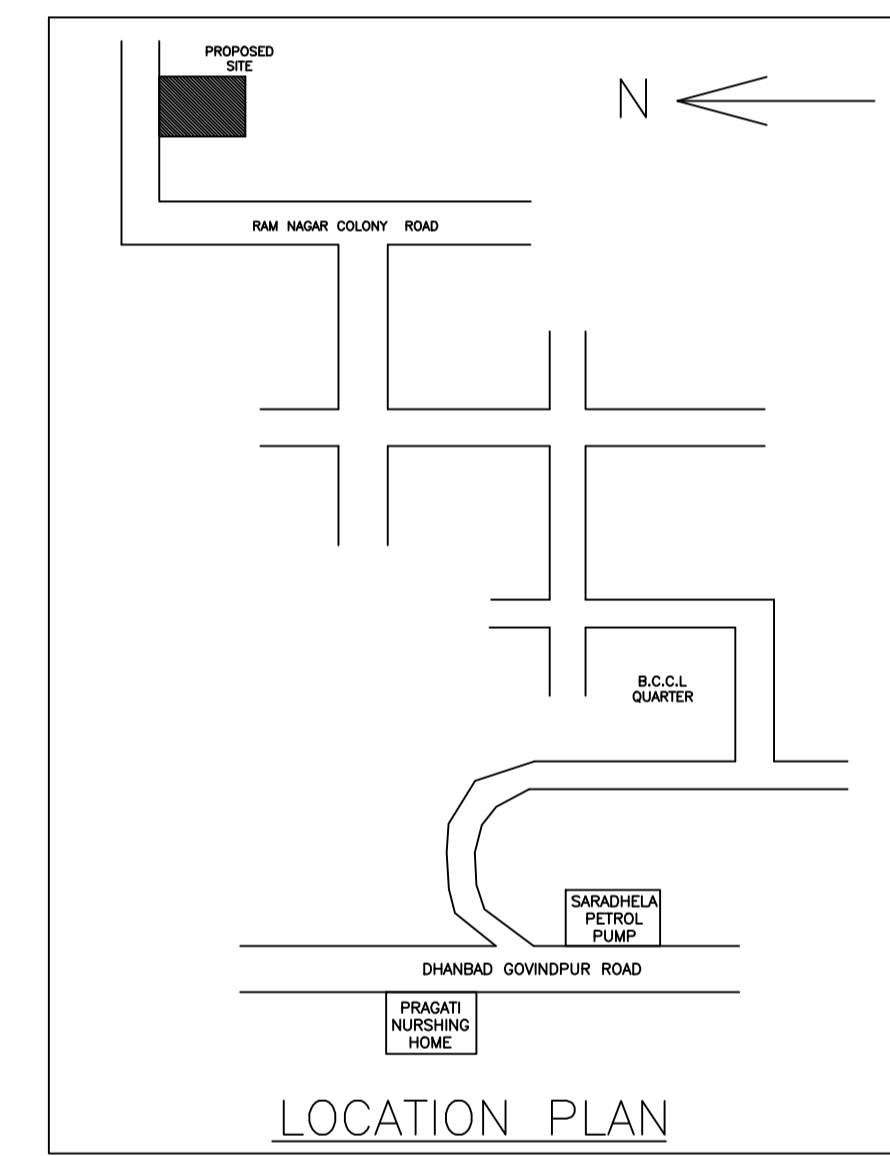 PROPOSED
SITE
N
RAM NAGAR COLONY ROAD
B.C.C.L
QUARTER
SARADHELA
PETROL
PUMP
DHANBAD GOVINDPUR ROAD
PRAGATI
NURSHING
HOME
LOCATION PLAN